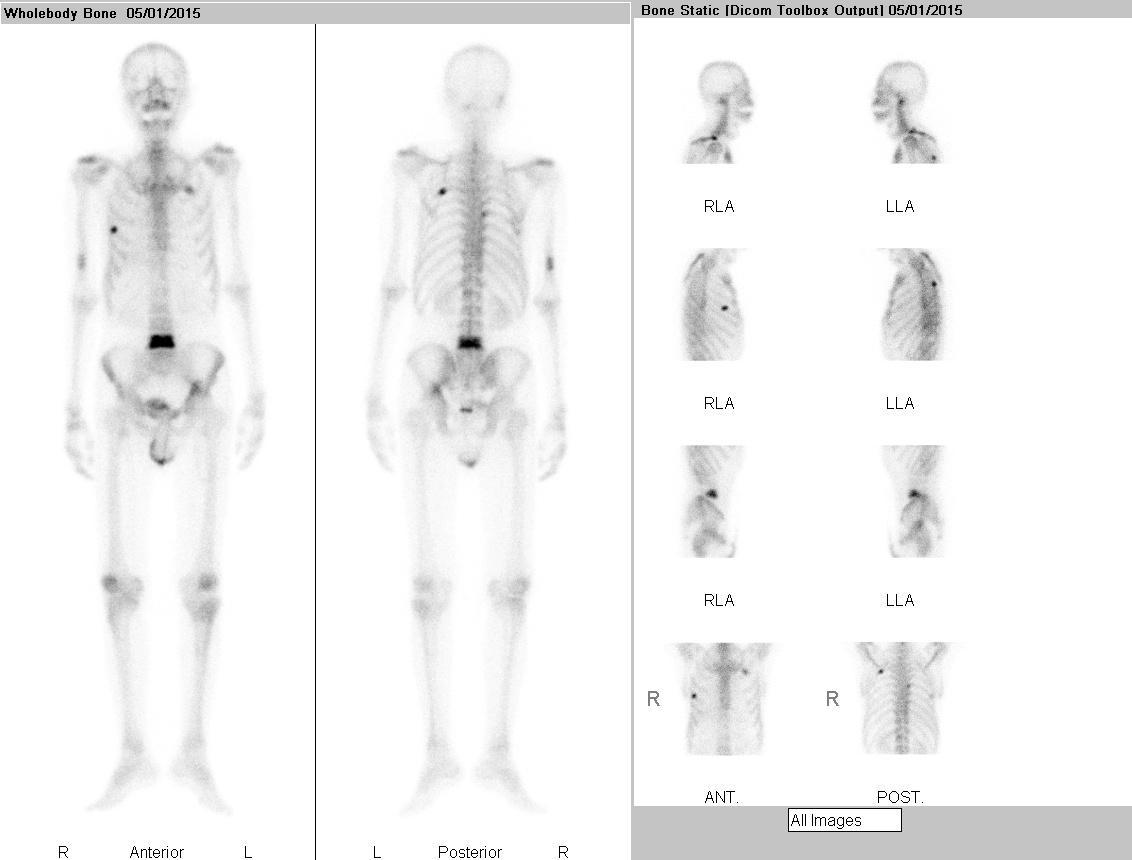 Wholebody Bone 05/01/2015
Bone Static [Dicom Toolbox Output] 05/01/2015
RLA
LLA
RLA
LLA
RLA
LLA
R
R
ANT.
POST.
All Images
R
Anterior
L
L
Posterior
R